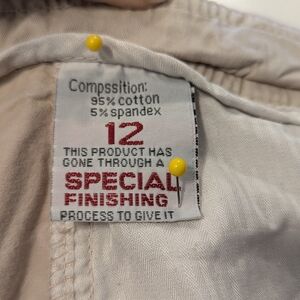 Compssition:
95% cotton
5% spandex
12
THIS PRODUCT HAS
GONE THROUGH A
SPECIAL
FINISHING
PROCESS TO GIVE IT